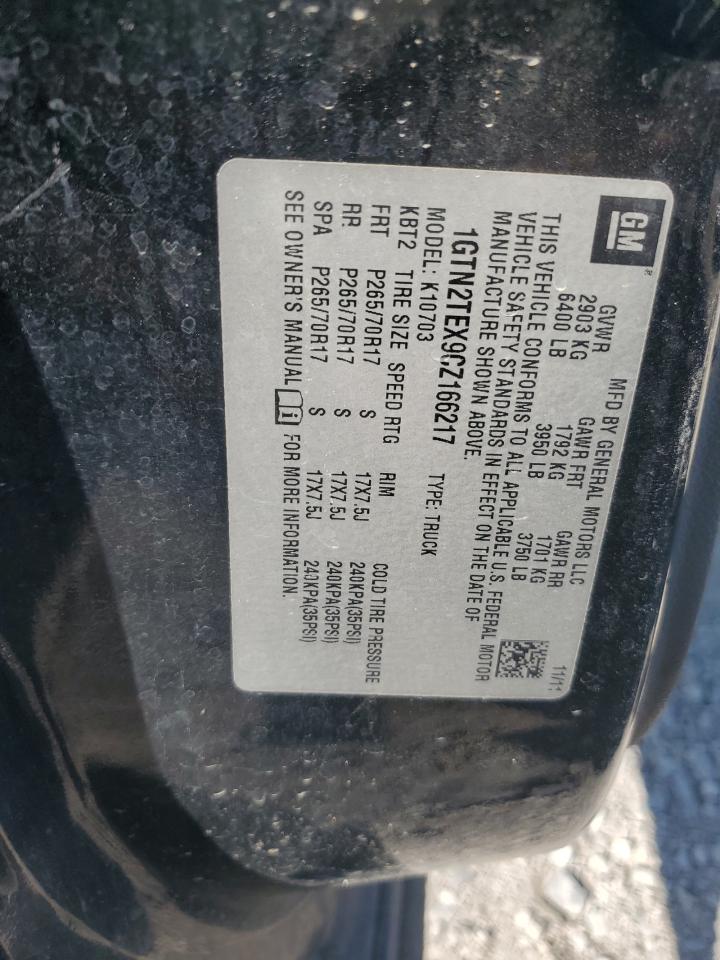 GM
MFD BY GENERAL MOTORS LLC
11/11
GVWR GAWR FRT GAWR RR
2903 KG 1792 KG 1701 KG
6400 LB 3950 LB 3750 LB
THIS VEHICLE CONFORMS TO ALL APPLICABLE U.S. FEDERAL MOTOR
VEHICLE SAFETY STANDARDS IN EFFECT ON THE DATE OF
MANUFACTURE SHOWN ABOVE.
1GTN2TEX9CZ166217 TYPE: TRUCK
MODEL: K10703
KBT2 TIRE SIZE SPEED RTG RIM COLD TIRE PRESSURE
FRT P265/70R17 S 17X7.5J 240KPA(35PSI)
RR P265/70R17 S 17X7.5J 240KPA(35PSI)
SPA P265/70R17 S 17X7.5J 240KPA(35PSI)
SEE OWNER'S MANUAL FOR MORE INFORMATION.